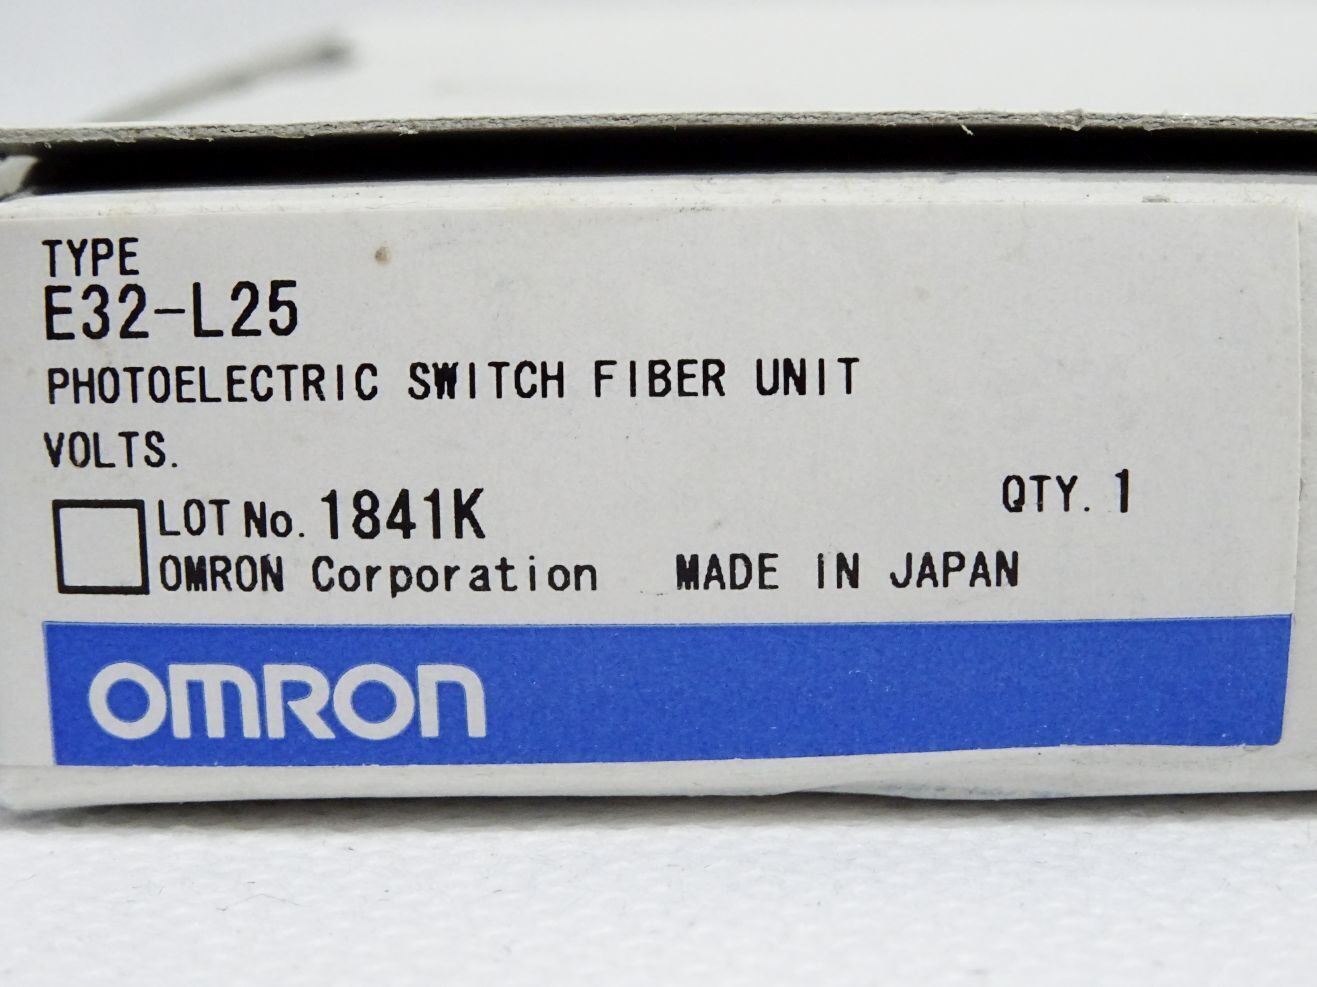 TYPE
E32-L25
PHOTOELECTRIC SWITCH FIBER UNIT
VOLTS.
LOT No. 1841K QTY. 1
OMRON Corporation MADE IN JAPAN
OMRON